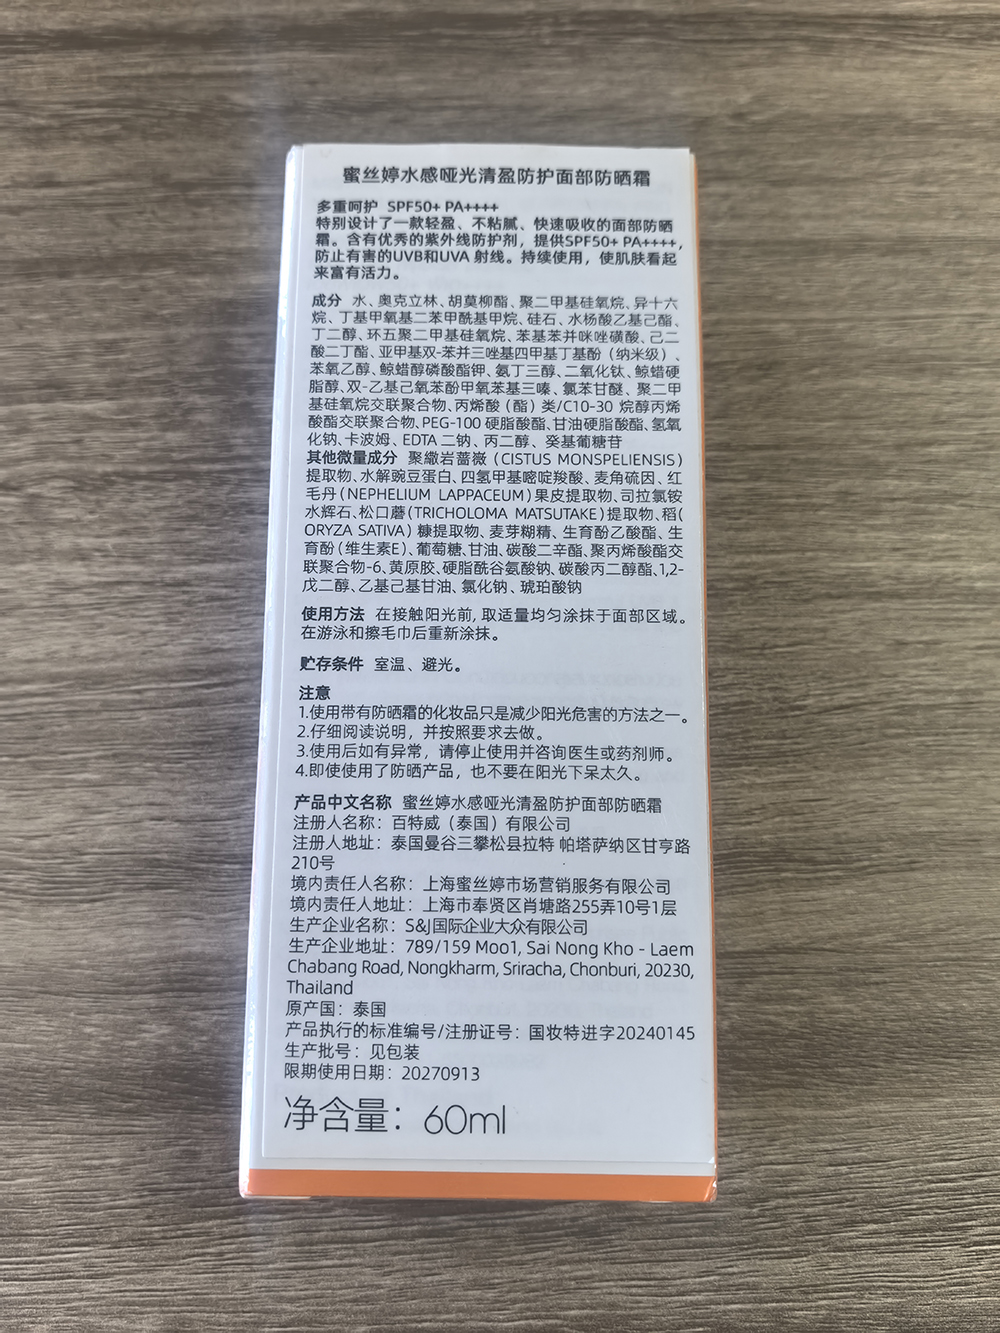 蜜丝婷水感哑光清盈防护面部防晒霜
多重呵护 SPF50+ PA++++
特别设计了一款轻盈、不粘腻、快速吸收的面部防晒
霜。含有优秀的紫外线防护剂，提供SPF50+ PA++++，
防止有害的UVB和UVA 射线。持续使用，使肌肤看起
来富有活力。
成分 水、奥克立林、胡莫柳酯、聚二甲基硅氧烷、异十六
烷、丁基甲氧基二苯甲酰基甲烷、硅石、水杨酸乙基己酯、
丁二醇、环五聚二甲基硅氧烷、苯基苯并咪唑磺酸、己二
酸二丁酯、亚甲基双-苯并三唑基四甲基丁基酚（纳米级）、
苯氧乙醇、鲸蜡醇磷酸酯钾、氨丁三醇、二氧化钛、鲸蜡硬
脂醇、双-乙基己氧苯酚甲氧苯基三嗪、氯苯甘醚、聚二甲
基硅氧烷交联聚合物、丙烯酸（酯）类/C10-30 烷醇丙烯
酸酯交联聚合物、PEG-100 硬脂酸酯、甘油硬脂酸酯、氢氧
化钠、卡波姆、EDTA 二钠、丙二醇、癸基葡糖苷
其他微量成分 聚繖岩蔷薇（CISTUS MONSPELIENSIS）
提取物、水解豌豆蛋白、四氢甲基嘧啶羧酸、麦角硫因、红
毛丹（NEPHELIUM LAPPACEUM）果皮提取物、司拉氯铵
水辉石、松口蘑（TRICHOLOMA MATSUTAKE）提取物、稻（
ORYZA SATIVA）糠提取物、麦芽糊精、生育酚乙酸酯、生
育酚（维生素E）、葡萄糖、甘油、碳酸二辛酯、聚丙烯酸酯交
联聚合物-6、黄原胶、硬脂酰谷氨酸钠、碳酸丙二醇酯、1,2-
戊二醇、乙基己基甘油、氯化钠、琥珀酸钠
使用方法 在接触阳光前，取适量均匀涂抹于面部区域。
在游泳和擦毛巾后重新涂抹。
贮存条件 室温、避光。
注意
1.使用带有防晒霜的化妆品只是减少阳光危害的方法之一。
2.仔细阅读说明，并按照要求去做。
3.使用后如有异常，请停止使用并咨询医生或药剂师。
4.即使使用了防晒产品，也不要在阳光下呆太久。
产品中文名称 蜜丝婷水感哑光清盈防护面部防晒霜
注册人名称：百特威（泰国）有限公司
注册人地址：泰国曼谷三攀松县拉特 帕塔萨纳区甘亨路
210号
境内责任人名称：上海蜜丝婷市场营销服务有限公司
境内责任人地址：上海市奉贤区肖塘路255弄10号1层
生产企业名称：S&J国际企业大众有限公司
生产企业地址：789/159 Moo1, Sai Nong Kho - Laem
Chabang Road, Nongkharm, Sriracha, Chonburi, 20230,
Thailand
原产国：泰国
产品执行的标准编号/注册证号：国妆特进字20240145
生产批号：见包装
限期使用日期：20270913
净含量：60ml